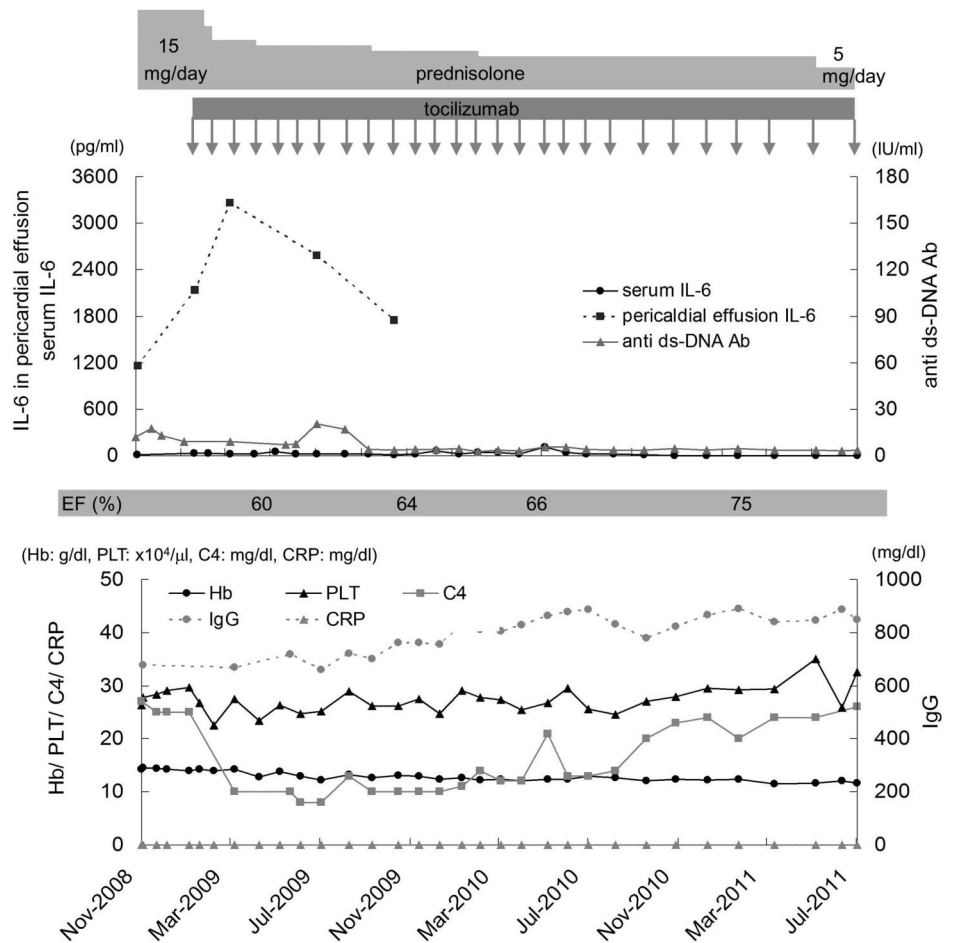 15
mg/day
prednisolone
5
mg/day
tocilizumab
(pg/ml)
(IU/ml)
IL-6 in pericardial effusion
serum IL-6
3600
3000
2400
1800
1200
600
0
180
150
120
90
60
30
0
anti ds-DNA Ab
serum IL-6
pericaldial effusion IL-6
anti ds-DNA Ab
EF (%) 60 64 66 75
(Hb: g/dl, PLT: x10⁴/μl, C4: mg/dl, CRP: mg/dl)
(mg/dl)
Hb/ PLT/ C4/ CRP
50
40
30
20
10
0
Hb PLT C4
IgG CRP
1000
800
600
400
200
0
IgG
Nov-2008
Mar-2009
Jul-2009
Nov-2009
Mar-2010
Jul-2010
Nov-2010
Mar-2011
Jul-2011